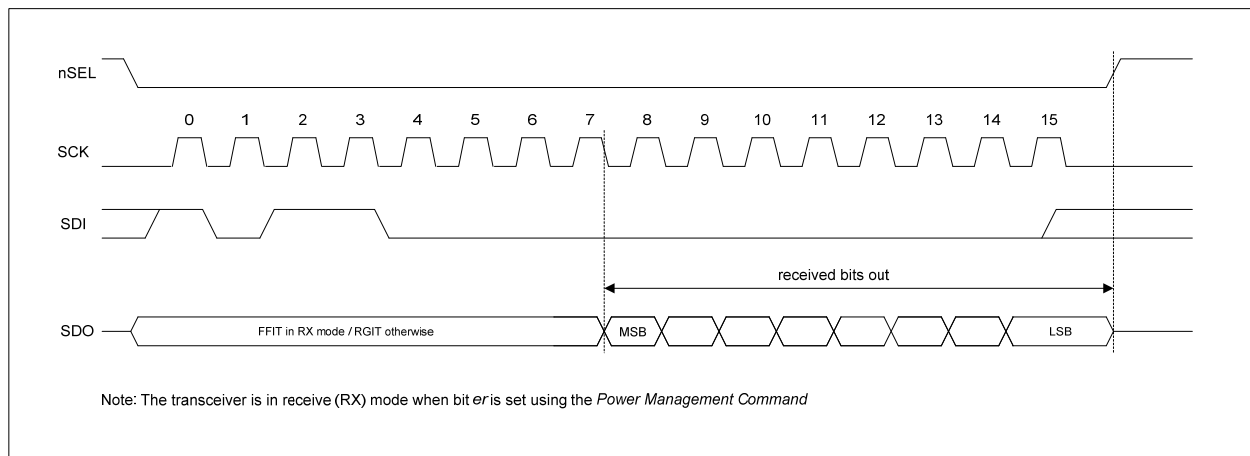 nSEL
0 1 2 3 4 5 6 7 8 9 10 11 12 13 14 15
SCK
SDI
received bits out
SDO FFIT in RX mode / RGIT otherwise MSB LSB
Note: The transceiver is in receive (RX) mode when bit er is set using the Power Management Command